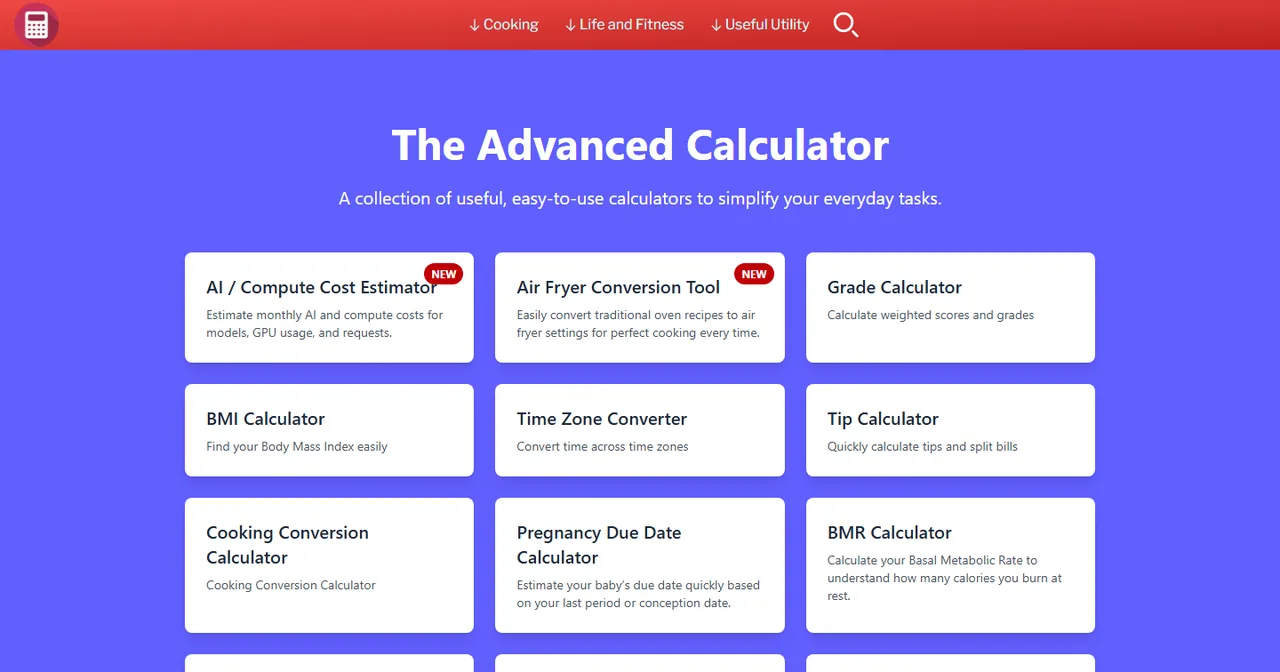 ↓ Cooking ↓ Life and Fitness ↓ Useful Utility
The Advanced Calculator
A collection of useful, easy-to-use calculators to simplify your everyday tasks.
NEW
AI / Compute Cost Estimator
Estimate monthly AI and compute costs for
models, GPU usage, and requests.
NEW
Air Fryer Conversion Tool
Easily convert traditional oven recipes to air
fryer settings for perfect cooking every time.
Grade Calculator
Calculate weighted scores and grades
BMI Calculator
Find your Body Mass Index easily
Time Zone Converter
Convert time across time zones
Tip Calculator
Quickly calculate tips and split bills
Cooking Conversion
Calculator
Cooking Conversion Calculator
Pregnancy Due Date
Calculator
Estimate your baby’s due date quickly based
on your last period or conception date.
BMR Calculator
Calculate your Basal Metabolic Rate to
understand how many calories you burn at
rest.